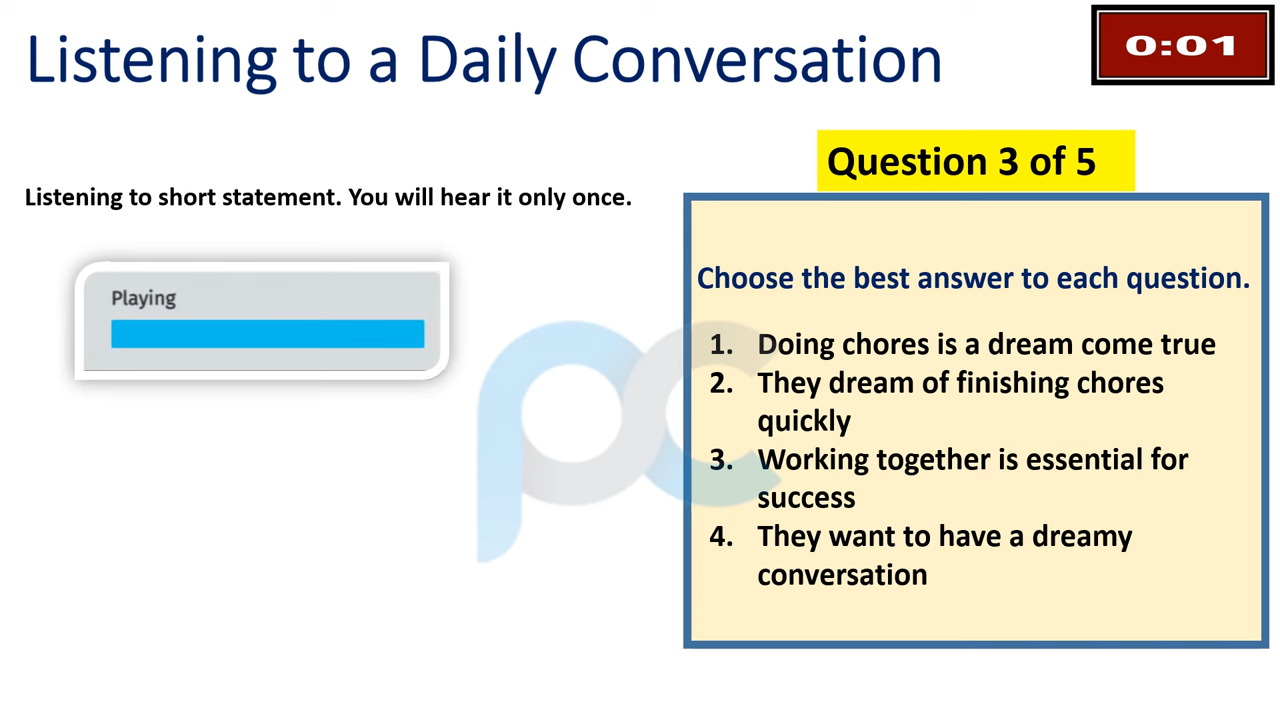 Listening to a Daily Conversation
0:01
Question 3 of 5
Listening to short statement. You will hear it only once.
Playing
Choose the best answer to each question.
1. Doing chores is a dream come true
2. They dream of finishing chores
quickly
3. Working together is essential for
success
4. They want to have a dreamy
conversation
pc